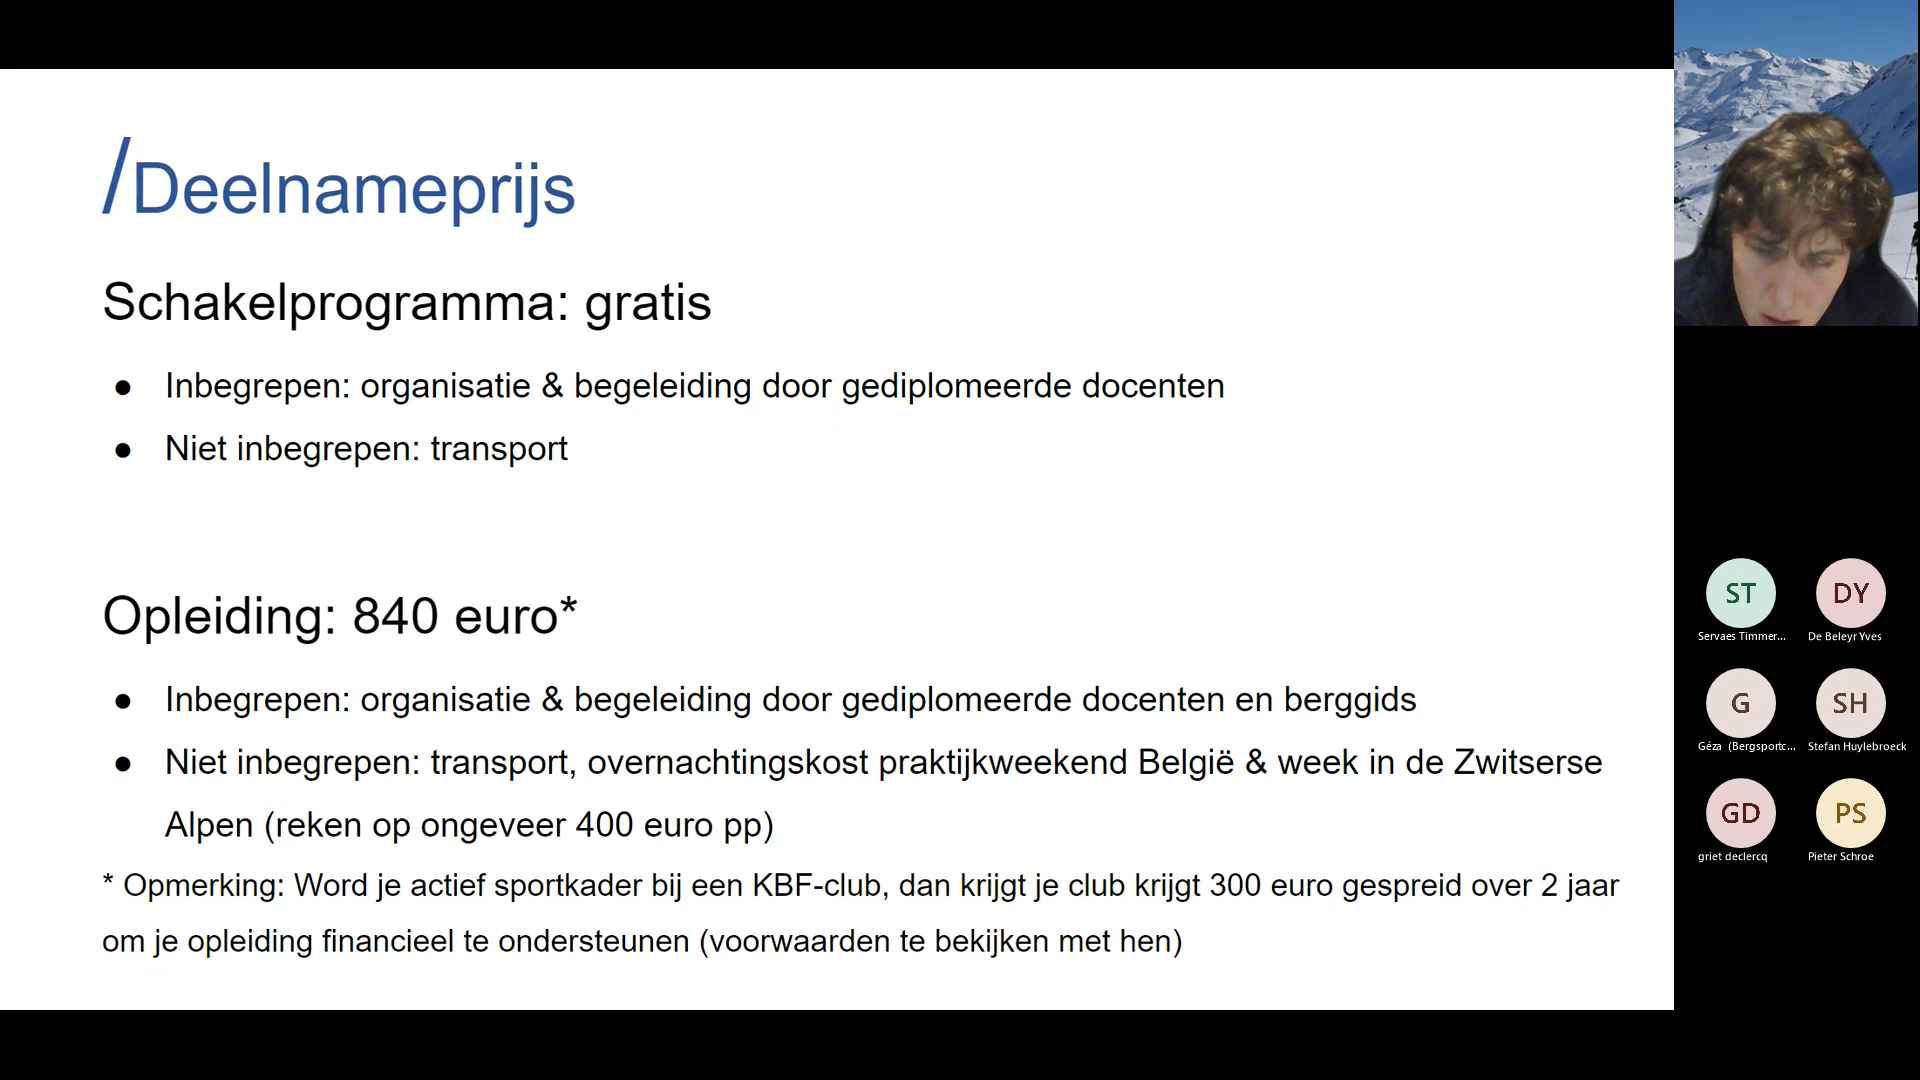 /Deelnameprijs
Schakelprogramma: gratis
● Inbegrepen: organisatie & begeleiding door gediplomeerde docenten
● Niet inbegrepen: transport
Opleiding: 840 euro*
● Inbegrepen: organisatie & begeleiding door gediplomeerde docenten en berggids
● Niet inbegrepen: transport, overnachtingskost praktijkweekend België & week in de Zwitserse
Alpen (reken op ongeveer 400 euro pp)
* Opmerking: Word je actief sportkader bij een KBF-club, dan krijgt je club krijgt 300 euro gespreid over 2 jaar
om je opleiding financieel te ondersteunen (voorwaarden te bekijken met hen)
ST
Servaes Timmer...
DY
De Beleyr Yves
G
Géza (Bergsportc...
SH
Stefan Huylebroeck
GD
griet declercq
PS
Pieter Schroe